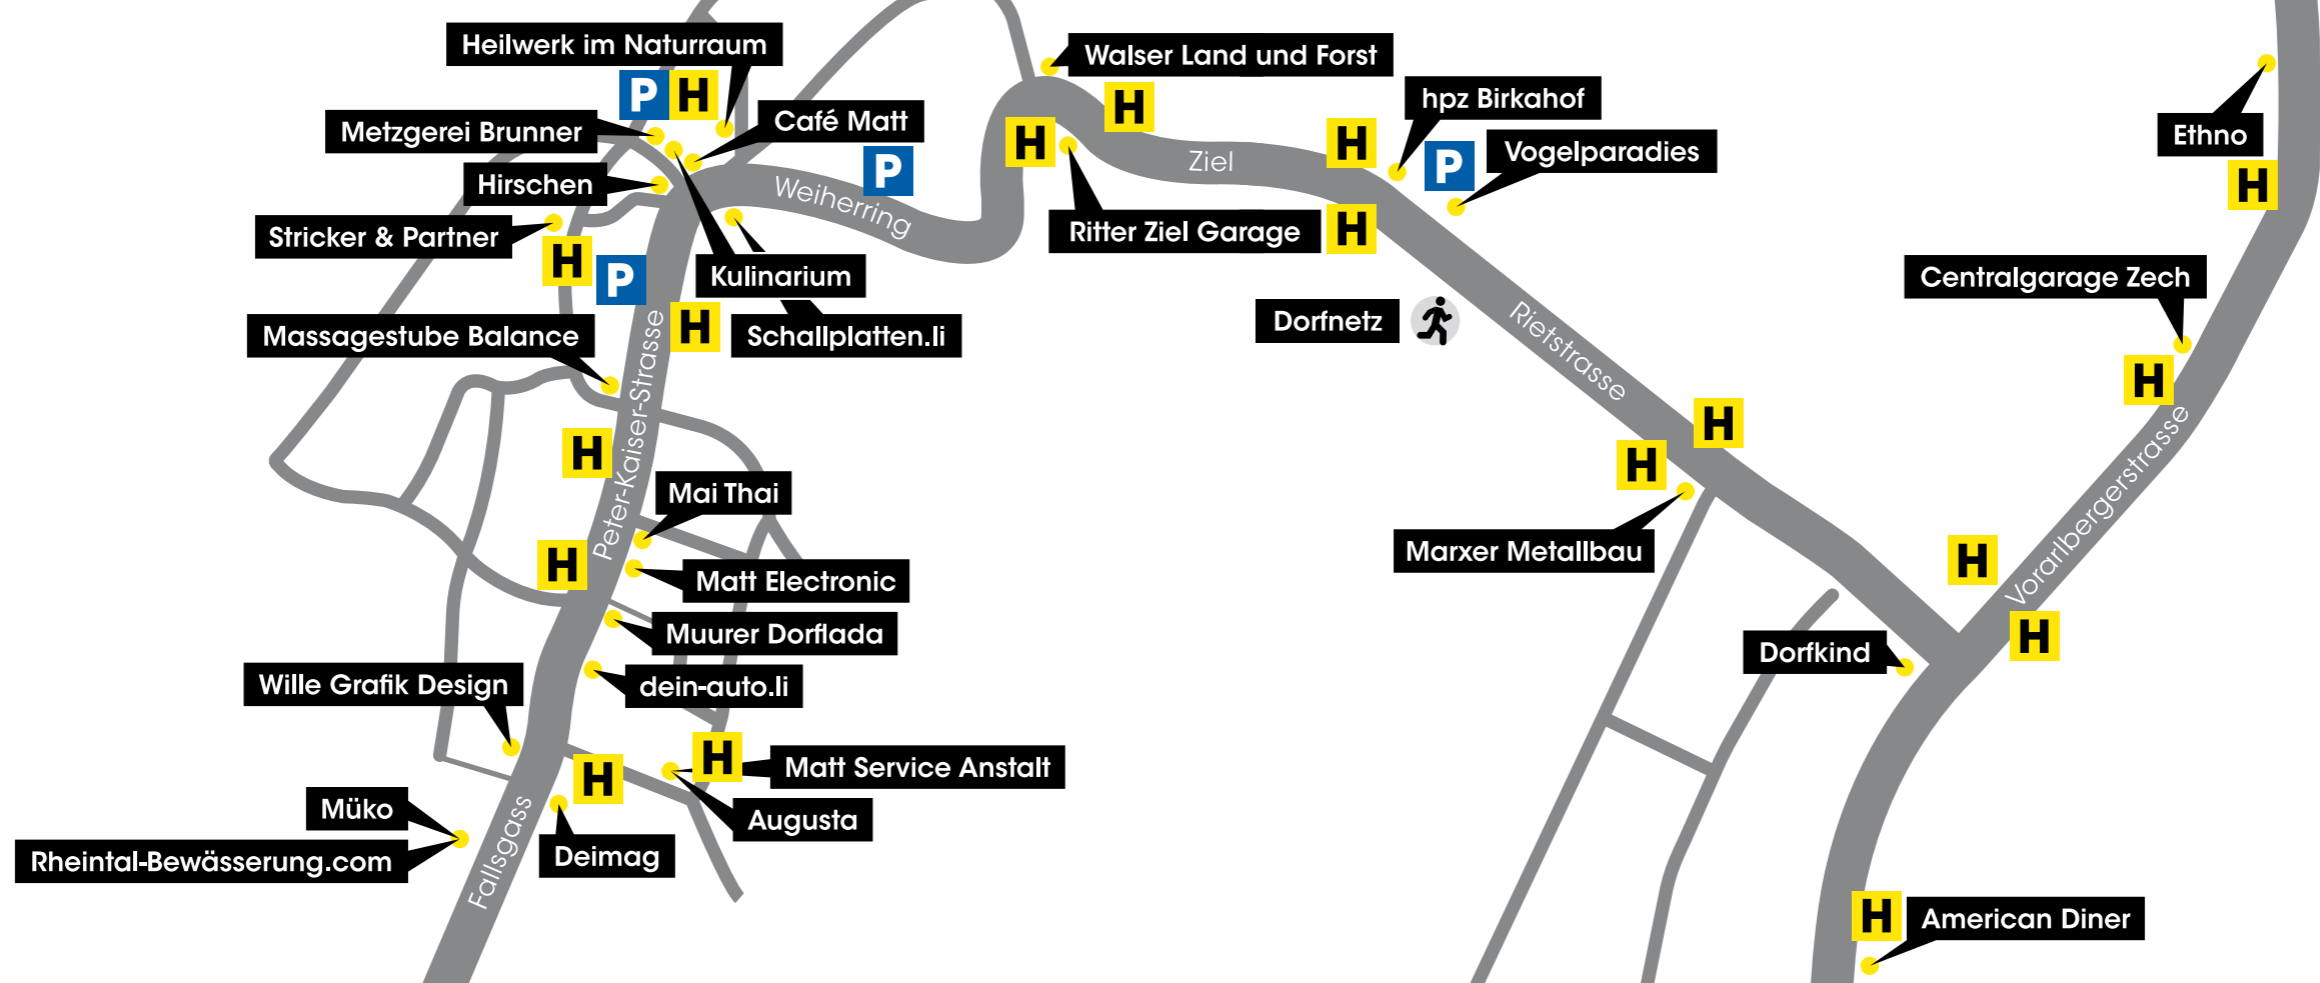 Heilwerk im Naturraum
P
H
Metzgerei Brunner
Café Matt
Hirschen
P
Weiherring
Stricker & Partner
H
P
Kulinarium
Massagestube Balance
H
Schallplatten.li
Peter-Kaiser-Strasse
H
Mai Thai
H
Matt Electronic
Muurer Dorflada
Wille Grafik Design
dein-auto.li
H
H
Matt Service Anstalt
Müko
Augusta
Rheintal-Bewässerung.com
Deimag
Fallsgass
Walser Land und Forst
H
H
Ziel
Ritter Ziel Garage
H
H
hpz Birkahof
P
Vogelparadies
Dorfnetz
Rietstrasse
H
H
Marxer Metallbau
Ethno
H
Centralgarage Zech
H
Vorarlbergerstrasse
H
H
Dorfkind
H
American Diner